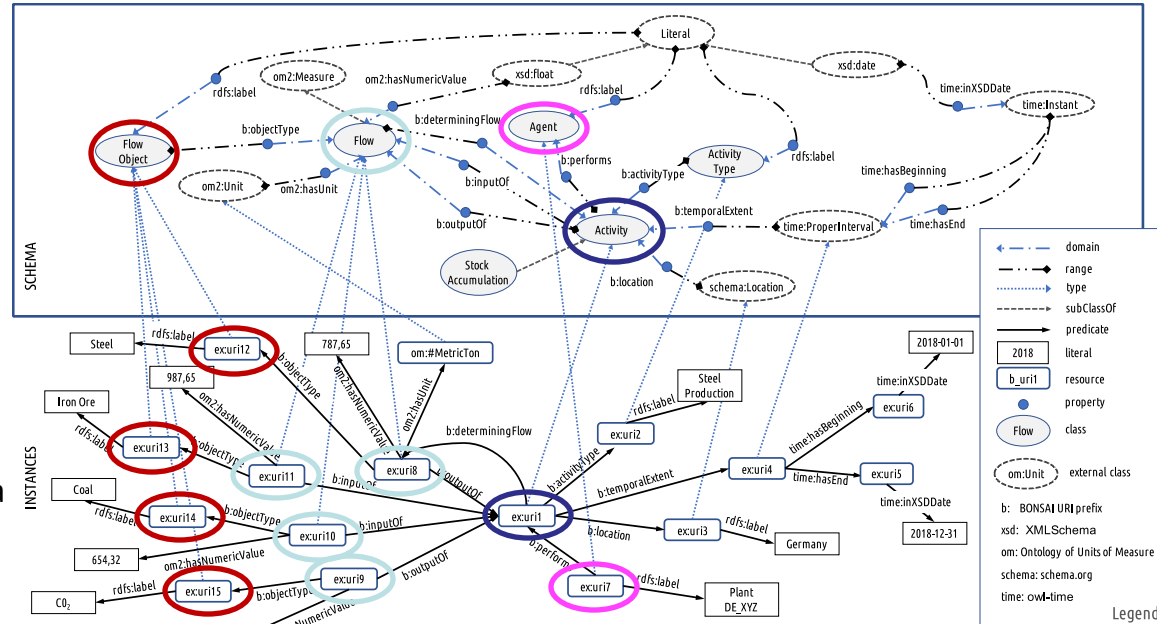 Literal
om2:Measure
om2:hasNumericValue
xsd:float
xsd:date
rdfs:label
rdfs:label
time:inXSDDate
time:Instant
b:objectType
b:determiningFlow
Flow
Object
Flow
Agent
Activity
Type
rdfs:label
om2:Unit
om2:hasUnit
b:inputOf
b:performs
b:activityType
time:hasBeginning
b:outputOf
Activity
b:temporalExtent
time:ProperInterval
time:hasEnd
Stock
Accumulation
b:location
schema:Location
SCHEMA
Steel
rdfs:label
ex:uri12
787,65
om:#MetricTon
2018-01-01
987,65
b:objectType
om2:hasNumericValue
om2:hasUnit
Steel
Production
time:inXSDDate
Iron Ore
om2:hasNumericValue
b:determiningFlow
rdfs:label
ex:uri6
rdfs:label
ex:uri13
b:objectType
ex:uri11
ex:uri8
ex:uri2
time:hasBeginning
b:activityType
Coal
b:inputOf
b:outputOf
b:temporalExtent
ex:uri4
time:hasEnd
ex:uri5
INSTANCES
rdfs:label
ex:uri14
b:objectType
ex:uri10
b:inputOf
ex:uri1
b:location
ex:uri3
rdfs:label
time:inXSDDate
2018-12-31
654,32
om2:hasNumericValue
b:outputOf
b:perform
Germany
rdfs:label
ex:uri15
b:objectType
ex:uri9
ex:uri7
rdfs:label
CO₂
NumericValue
Plant
DE_XYZ
domain
range
type
subClassOf
predicate
2018 literal
b_uri1 resource
property
Flow class
om:Unit external class
b: BONSAI URI prefix
xsd: XMLSchema
om: Ontology of Units of Measure
schema: schema.org
time: owl-time
Legend